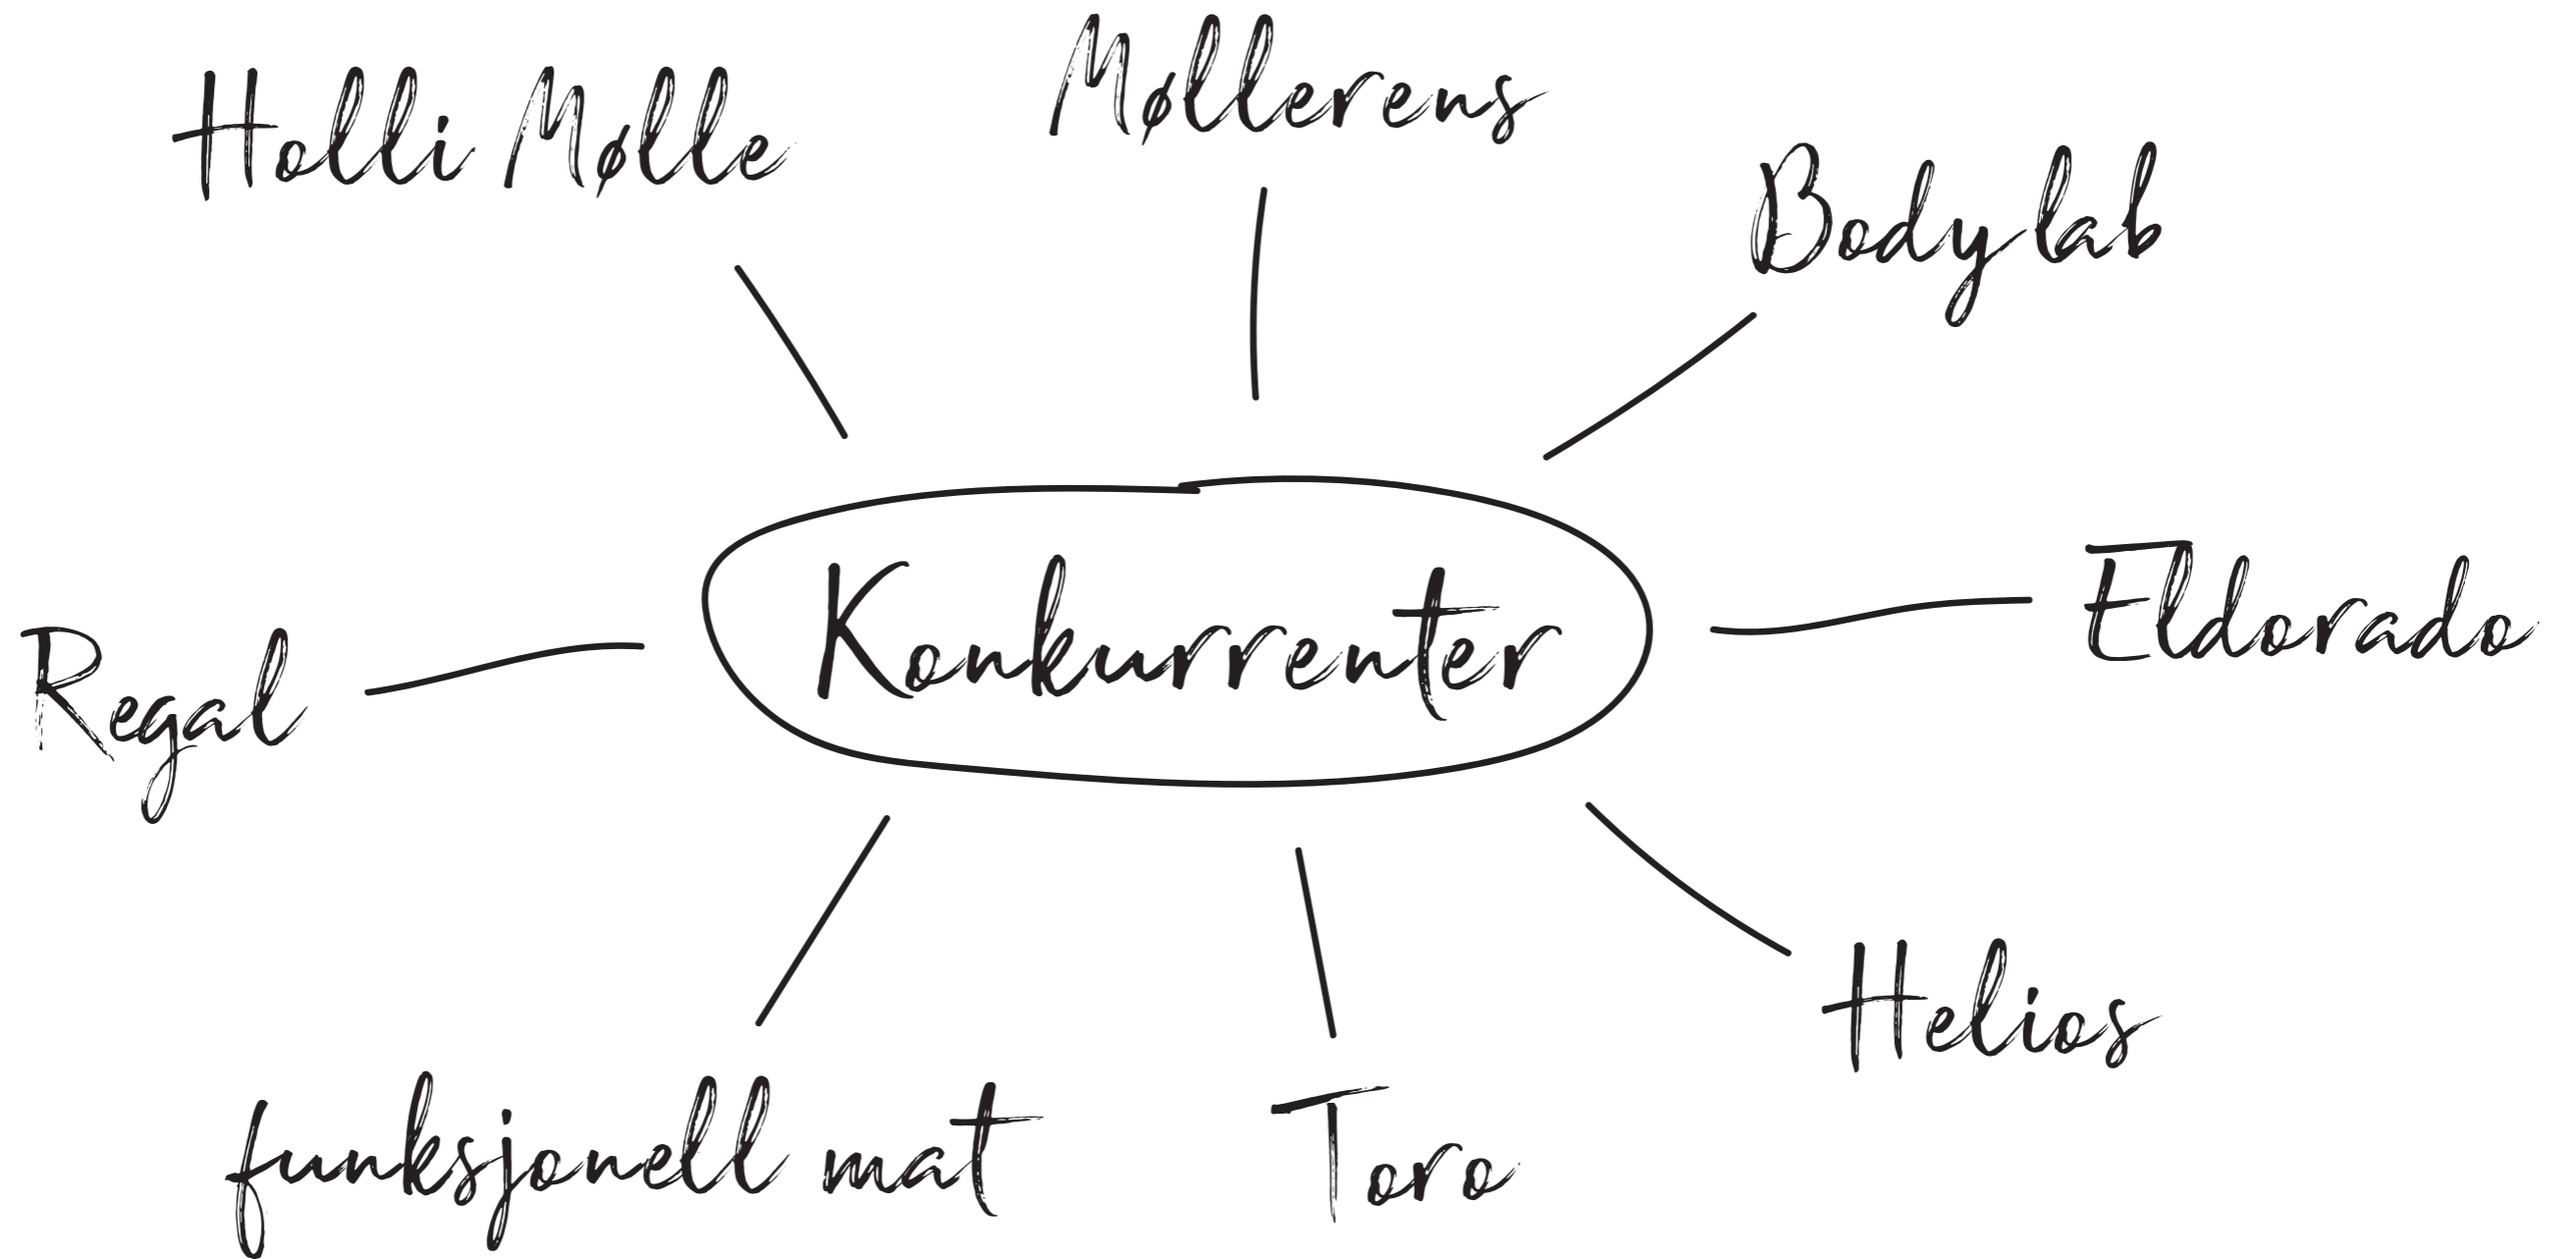 Møllerens
Holli Mølle
Bodylab
Eldorado
Konkurrenter
Regal
Helios
funksjonell mat
Toro